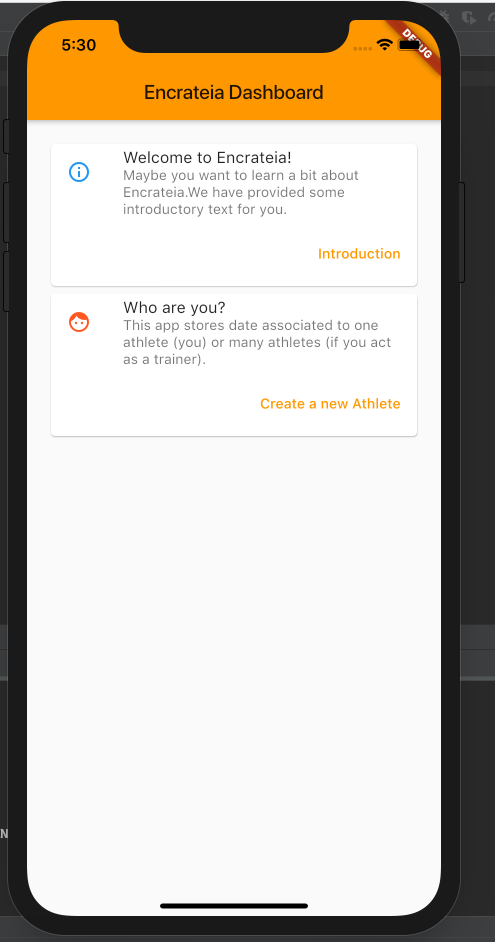 5:30
DEBUG
Encrateia Dashboard
Welcome to Encrateia!
Maybe you want to learn a bit about
Encrateia.We have provided some
introductory text for you.
Introduction
Who are you?
This app stores date associated to one
athlete (you) or many athletes (if you act
as a trainer).
Create a new Athlete
N